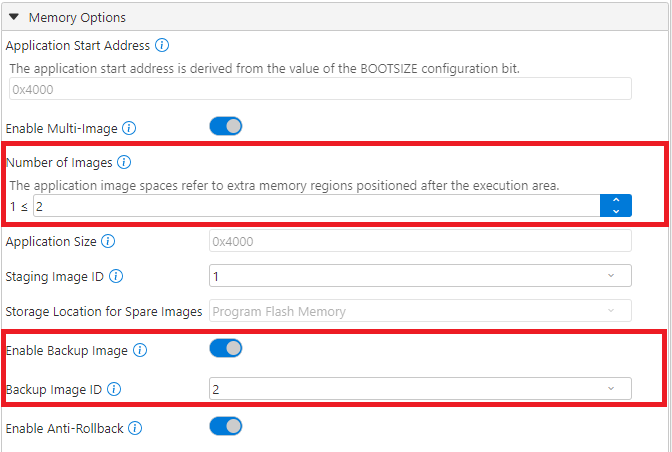 Memory Options
Application Start Address
The application start address is derived from the value of the BOOTSIZE configuration bit.
0x4000
Enable Multi-Image
Number of Images
The application image spaces refer to extra memory regions positioned after the execution area.
1 ≤ 2
Application Size 0x4000
Staging Image ID 1
Storage Location for Spare Images Program Flash Memory
Enable Backup Image
Backup Image ID 2
Enable Anti-Rollback